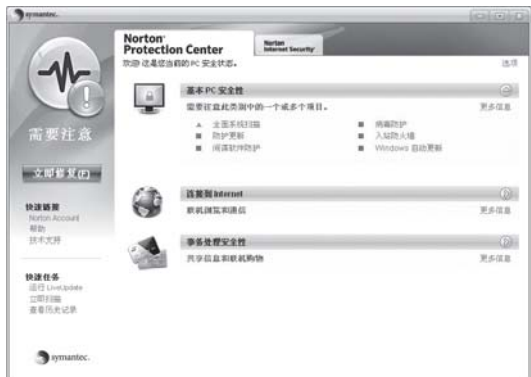 symantec.
Norton
Protection Center
Norton
Internet Security
欢迎!这是您当前的 PC 安全状态。
选项
基本 PC 安全性
需要注意此类别中的一个或多个项目。
更多信息
全面系统扫描
病毒防护
防护更新
入站防火墙
间谍软件防护
Windows 自动更新
需要注意
立即修复(F)
连接到 Internet
联机浏览和通信
更多信息
事务处理安全性
共享信息和联机购物
更多信息
快速链接
Norton Account
帮助
技术支持
快速任务
运行 LiveUpdate
立即扫描
查看历史记录
symantec.